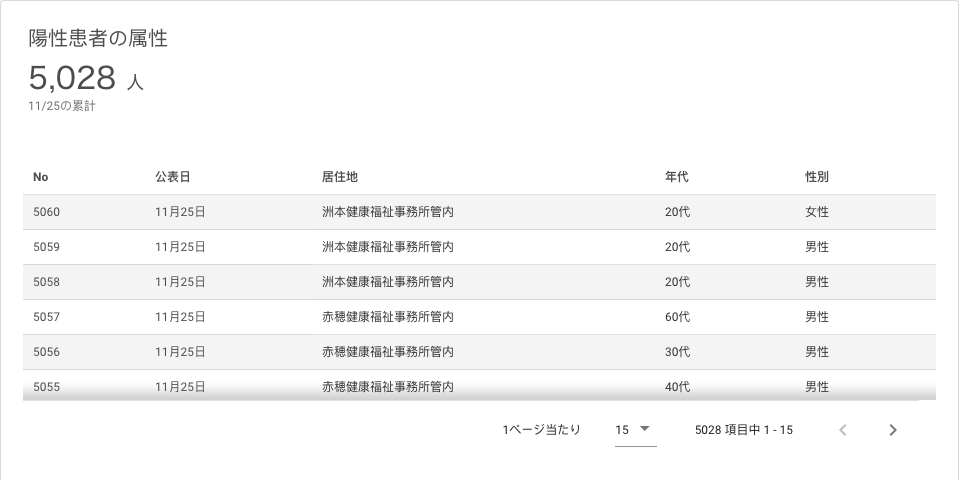 陽性患者の属性
5,028 人
11/25の累計
No 公表日 居住地 年代 性別
5060 11月25日 洲本健康福祉事務所管内 20代 女性
5059 11月25日 洲本健康福祉事務所管内 20代 男性
5058 11月25日 洲本健康福祉事務所管内 20代 男性
5057 11月25日 赤穂健康福祉事務所管内 60代 男性
5056 11月25日 赤穂健康福祉事務所管内 30代 男性
5055 11月25日 赤穂健康福祉事務所管内 40代 男性
1ページ当たり 15 5028 項目中 1 - 15